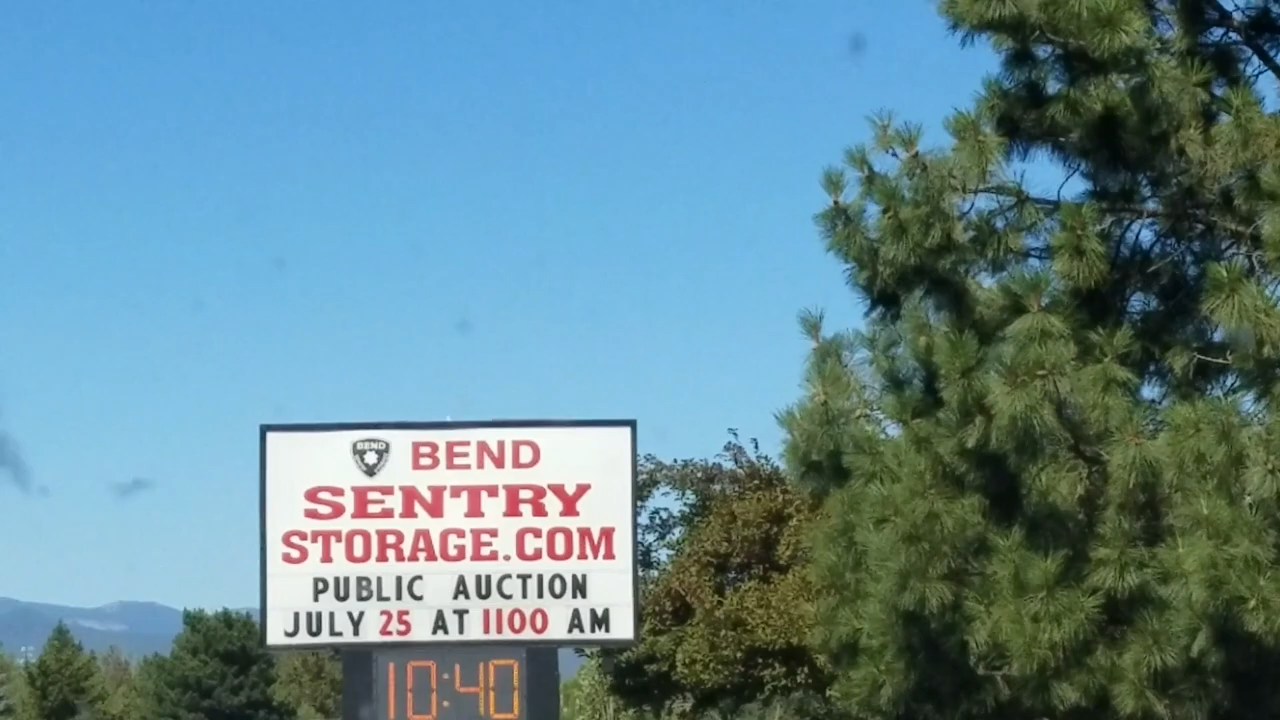 BEND
BEND
SENTRY
STORAGE.COM
PUBLIC AUCTION
JULY 25 AT 1100 AM
10:40